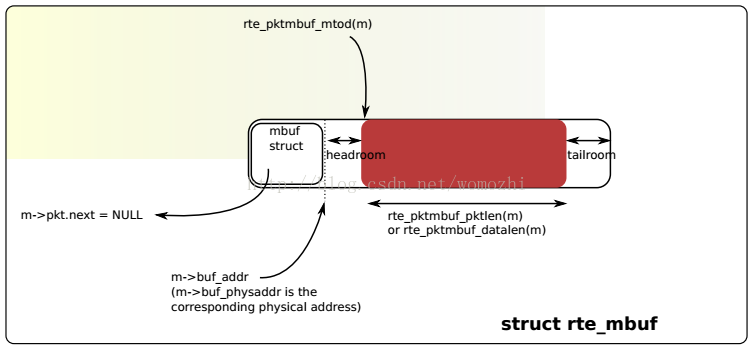 rte_pktmbuf_mtod(m)
mbuf
struct
headroom
tailroom
http://blog.csdn.net/womozhi
m->pkt.next = NULL
rte_pktmbuf_pktlen(m)
or rte_pktmbuf_datalen(m)
m->buf_addr
(m->buf_physaddr is the
corresponding physical address)
struct rte_mbuf